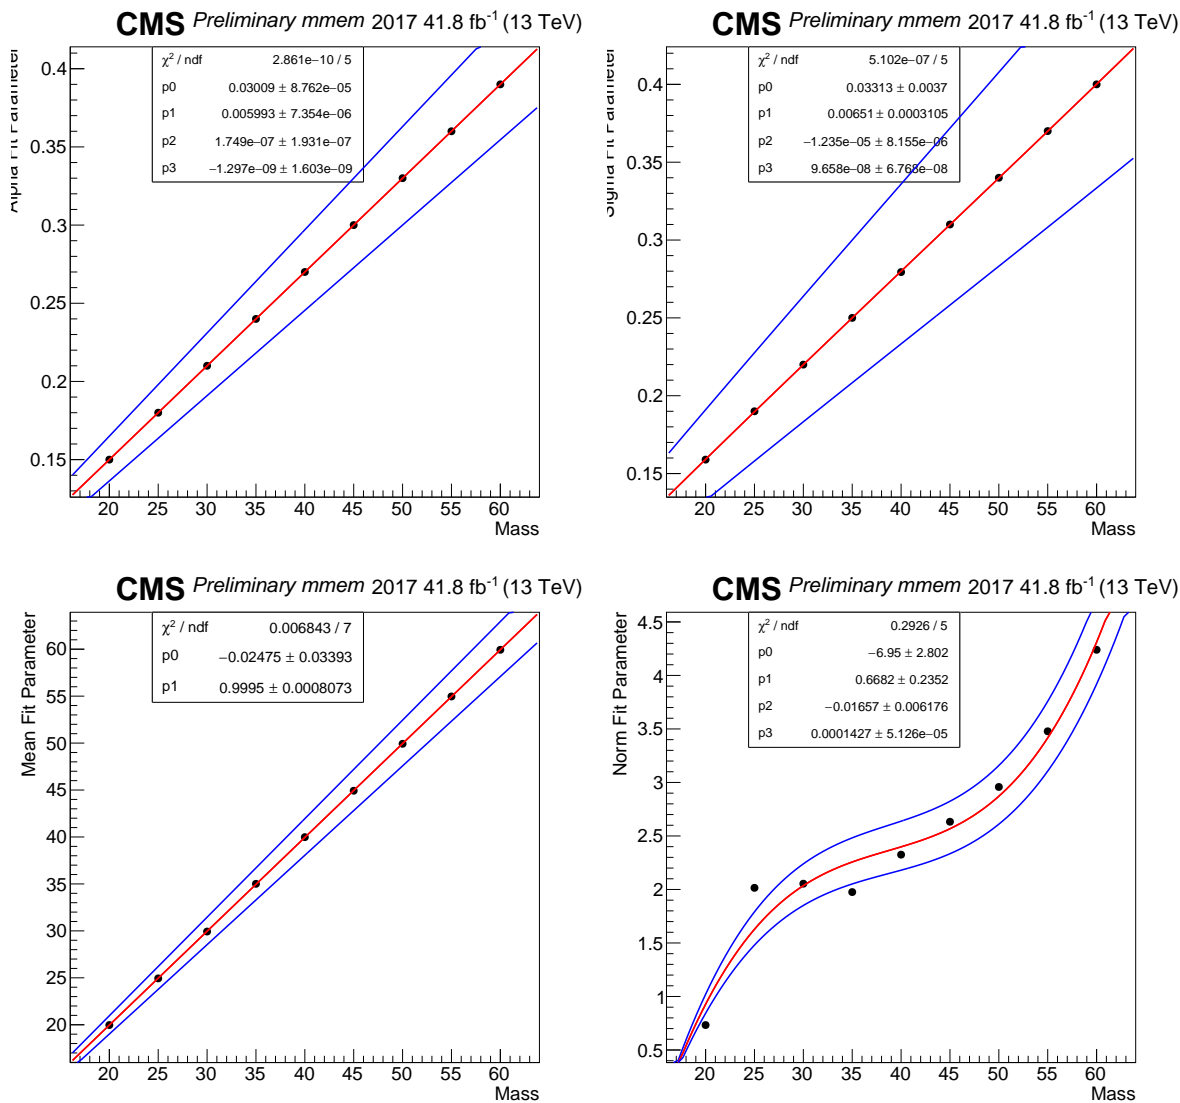 CMS Preliminary mmem 2017 41.8 fb-1 (13 TeV)
Alpha Fit Parameter
χ2 / ndf 2.861e−10 / 5
p0 0.03009 ± 8.762e−05
p1 0.005993 ± 7.354e−06
p2 1.749e−07 ± 1.931e−07
p3 −1.297e−09 ± 1.603e−09
0.4
0.35
0.3
0.25
0.2
0.15
20 25 30 35 40 45 50 55 60
Mass
CMS Preliminary mmem 2017 41.8 fb-1 (13 TeV)
Sigma Fit Parameter
χ2 / ndf 5.102e−07 / 5
p0 0.03313 ± 0.0037
p1 0.00651 ± 0.0003105
p2 −1.235e−05 ± 8.155e−06
p3 9.658e−08 ± 6.768e−08
0.4
0.35
0.3
0.25
0.2
0.15
20 25 30 35 40 45 50 55 60
Mass
CMS Preliminary mmem 2017 41.8 fb-1 (13 TeV)
Mean Fit Parameter
χ2 / ndf 0.006843 / 7
p0 −0.02475 ± 0.03393
p1 0.9995 ± 0.0008073
60
55
50
45
40
35
30
25
20
20 25 30 35 40 45 50 55 60
Mass
CMS Preliminary mmem 2017 41.8 fb-1 (13 TeV)
Norm Fit Parameter
χ2 / ndf 0.2926 / 5
p0 −6.95 ± 2.802
p1 0.6682 ± 0.2352
p2 −0.01657 ± 0.006176
p3 0.0001427 ± 5.126e−05
4.5
4
3.5
3
2.5
2
1.5
1
0.5
20 25 30 35 40 45 50 55 60
Mass